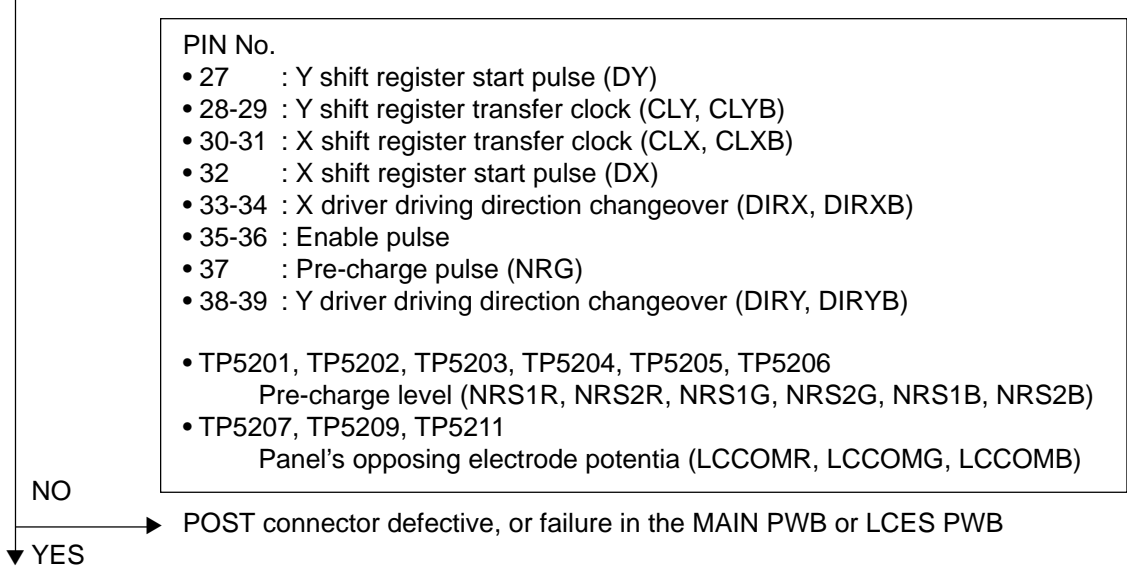 PIN No.
• 27 : Y shift register start pulse (DY)
• 28-29 : Y shift register transfer clock (CLY, CLYB)
• 30-31 : X shift register transfer clock (CLX, CLXB)
• 32 : X shift register start pulse (DX)
• 33-34 : X driver driving direction changeover (DIRX, DIRXB)
• 35-36 : Enable pulse
• 37 : Pre-charge pulse (NRG)
• 38-39 : Y driver driving direction changeover (DIRY, DIRYB)
• TP5201, TP5202, TP5203, TP5204, TP5205, TP5206
Pre-charge level (NRS1R, NRS2R, NRS1G, NRS2G, NRS1B, NRS2B)
• TP5207, TP5209, TP5211
Panel's opposing electrode potentia (LCCOMR, LCCOMG, LCCOMB)
NO
POST connector defective, or failure in the MAIN PWB or LCES PWB
YES